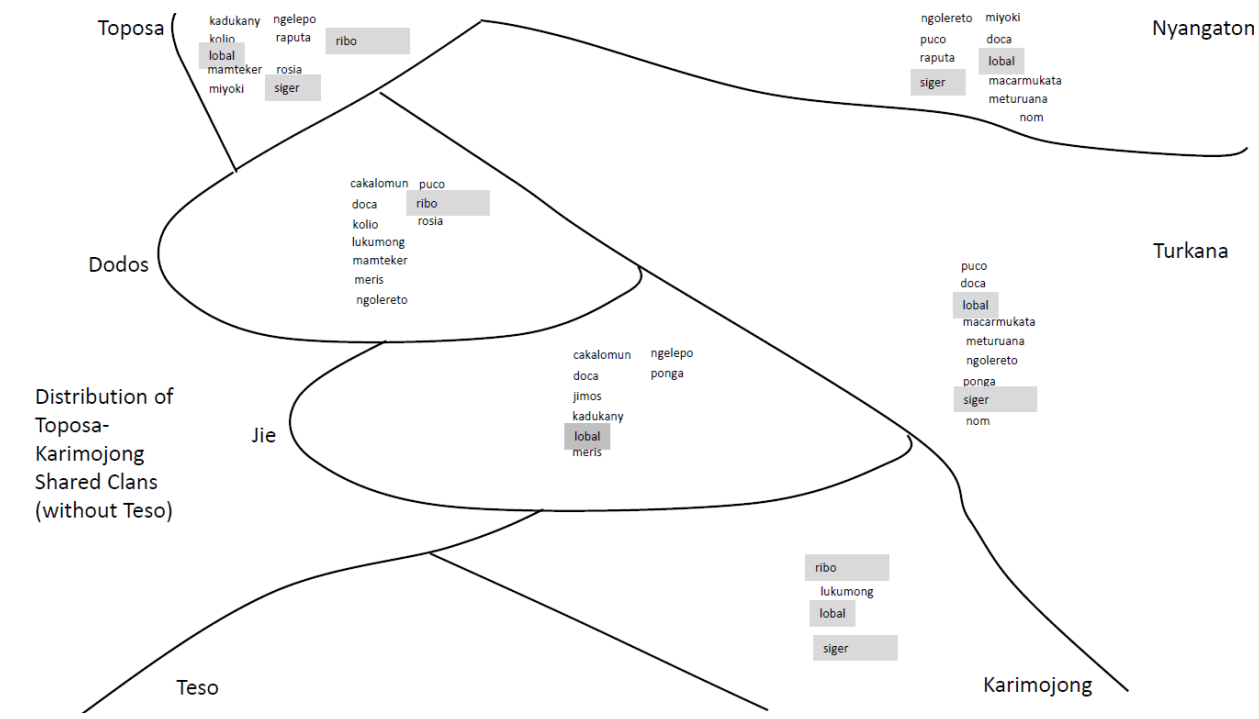 Toposa
kadukany ngelepo
kolio raputa
ribo
lobal
mamteker rosia
miyoki siger
ngolereto miyoki
puco doca
raputa lobal
siger macarmukata
meturuana
nom
Nyangatom
cakalomun puco
doca ribo
kolio rosia
lukumong
mamteker
meris
ngolereto
Dodos
Turkana
puco
doca
lobal
macarmukata
meturuana
ngolereto
ponga
siger
nom
cakalomun ngelepo
doca ponga
jimos
kadukany
lobal
meris
Jie
Distribution of
Toposa-
Karimojong
Shared Clans
(without Teso)
ribo
lukumong
lobal
siger
Teso
Karimojong